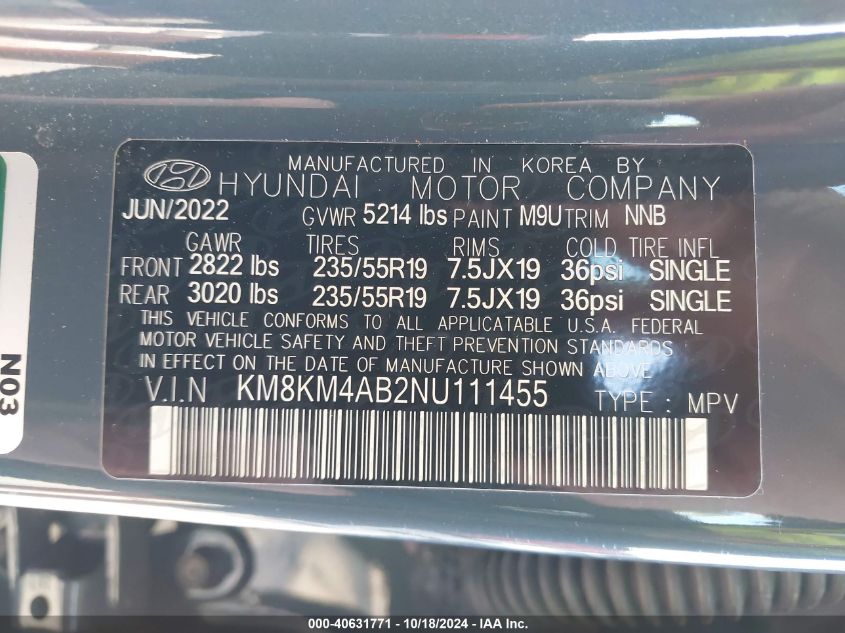 MANUFACTURED IN KOREA BY
HYUNDAI MOTOR COMPANY
JUN/2022 GVWR 5214 lbs PAINT M9U TRIM NNB
GAWR TIRES RIMS COLD TIRE INFL
FRONT 2822 lbs 235/55R19 7.5JX19 36psi SINGLE
REAR 3020 lbs 235/55R19 7.5JX19 36psi SINGLE
THIS VEHICLE CONFORMS TO ALL APPLICATABLE U.S.A. FEDERAL
MOTOR VEHICLE SAFETY AND THEFT PREVENTION STANDARDS
IN EFFECT ON THE DATE OF MANUFACTURE SHOWN ABOVE
V.I.N KM8KM4AB2NU111455 TYPE : MPV
N03
000-40631771 - 10/18/2024 - IAA Inc.